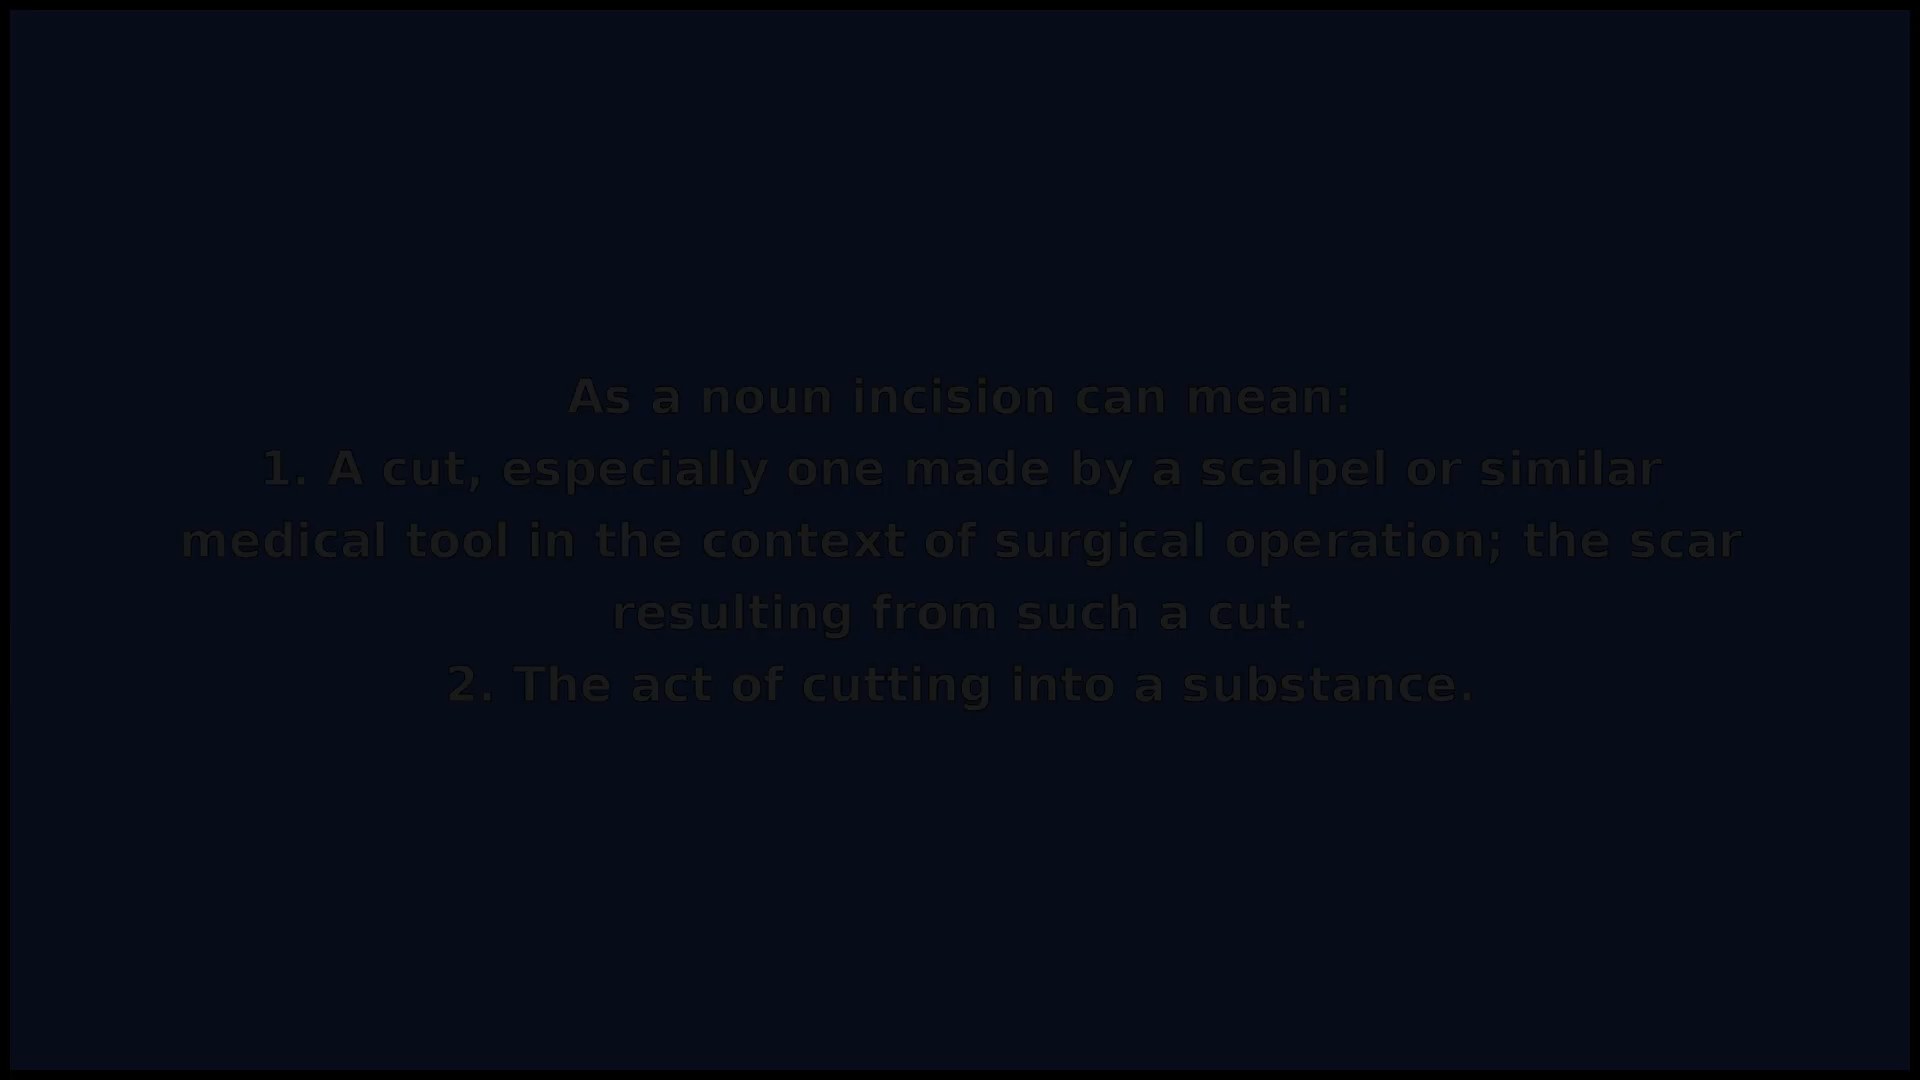 As a noun incision can mean:
1. A cut, especially one made by a scalpel or similar
medical tool in the context of surgical operation; the scar
resulting from such a cut.
2. The act of cutting into a substance.